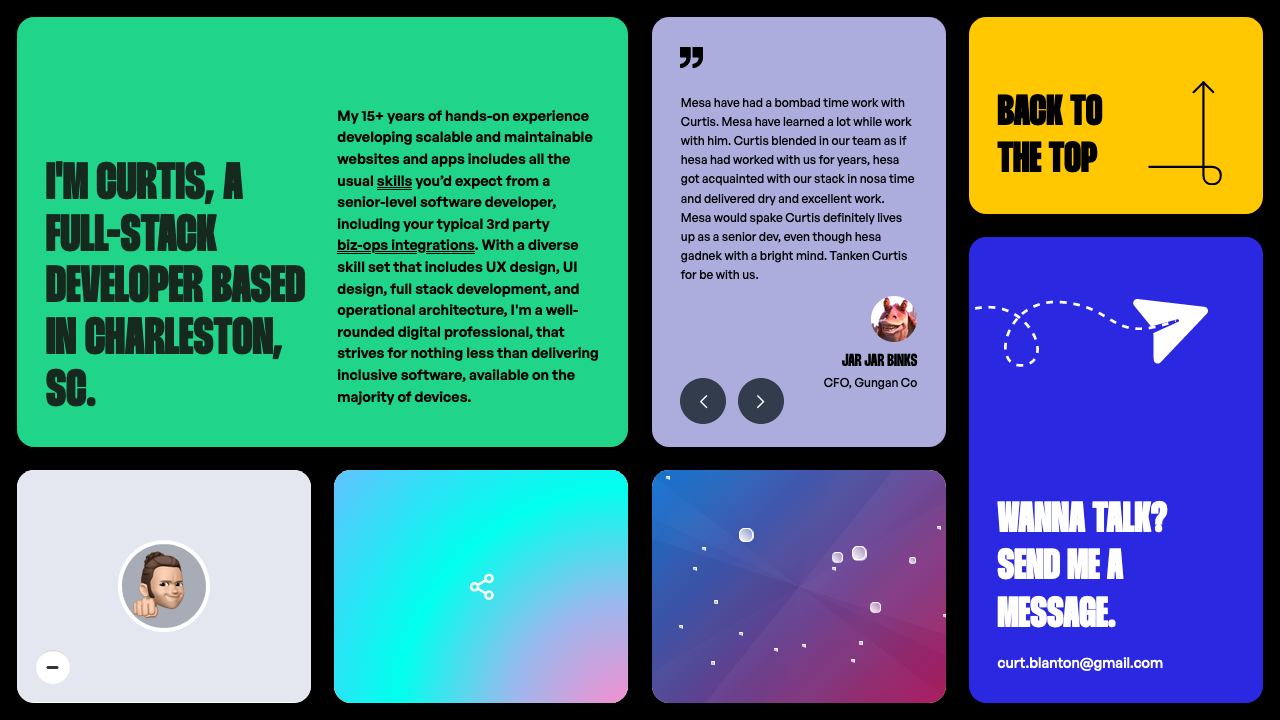 I'M CURTIS, A
FULL-STACK
DEVELOPER BASED
IN CHARLESTON,
SC.
My 15+ years of hands-on experience
developing scalable and maintainable
websites and apps includes all the
usual skills you’d expect from a
senior-level software developer,
including your typical 3rd party
biz-ops integrations. With a diverse
skill set that includes UX design, UI
design, full stack development, and
operational architecture, I'm a well-
rounded digital professional, that
strives for nothing less than delivering
inclusive software, available on the
majority of devices.
”
Mesa have had a bombad time work with
Curtis. Mesa have learned a lot while work
with him. Curtis blended in our team as if
hesa had worked with us for years, hesa
got acquainted with our stack in nosa time
and delivered dry and excellent work.
Mesa would spake Curtis definitely lives
up as a senior dev, even though hesa
gadnek with a bright mind. Tanken Curtis
for be with us.
JAR JAR BINKS
CFO, Gungan Co
BACK TO
THE TOP
WANNA TALK?
SEND ME A
MESSAGE.
curt.blanton@gmail.com